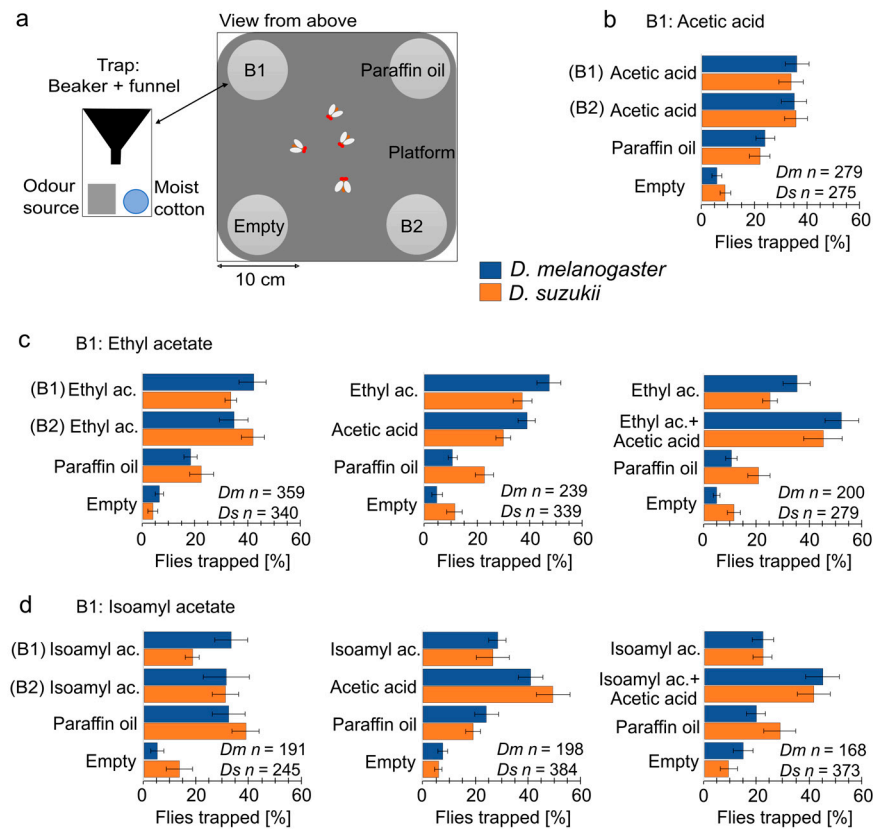 a
View from above
Trap:
Beaker + funnel
B1
Paraffin oil
Platform
Odour
source
Moist
cotton
Empty
B2
10 cm
D. melanogaster
D. suzukii
b
B1: Acetic acid
(B1) Acetic acid
(B2) Acetic acid
Paraffin oil
Empty
Dm n = 279
Ds n = 275
0 20 40 60
Flies trapped [%]
c
B1: Ethyl acetate
(B1) Ethyl ac.
(B2) Ethyl ac.
Paraffin oil
Empty
Dm n = 359
Ds n = 340
0 20 40 60
Flies trapped [%]
Ethyl ac.
Acetic acid
Paraffin oil
Empty
Dm n = 239
Ds n = 339
0 20 40 60
Flies trapped [%]
Ethyl ac.
Ethyl ac.+
Acetic acid
Paraffin oil
Empty
Dm n = 200
Ds n = 279
0 20 40 60
Flies trapped [%]
d
B1: Isoamyl acetate
(B1) Isoamyl ac.
(B2) Isoamyl ac.
Paraffin oil
Empty
Dm n = 191
Ds n = 245
0 20 40 60
Flies trapped [%]
Isoamyl ac.
Acetic acid
Paraffin oil
Empty
Dm n = 198
Ds n = 384
0 20 40 60
Flies trapped [%]
Isoamyl ac.
Isoamyl ac.+
Acetic acid
Paraffin oil
Empty
Dm n = 168
Ds n = 373
0 20 40 60
Flies trapped [%]